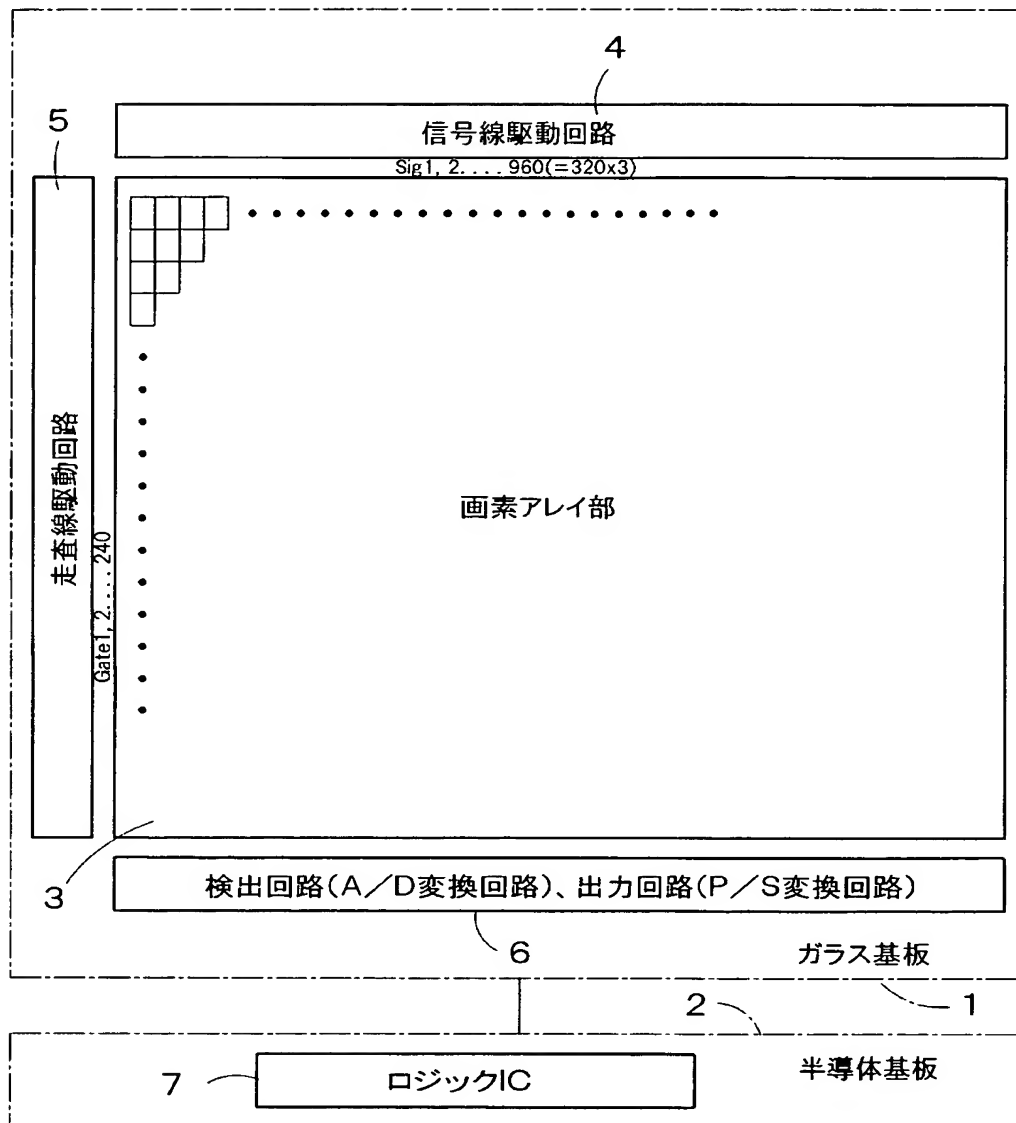 4
信号線駆動回路
5
Sig1, 2.... 960(=320x3)
走査線駆動回路
Gate1, 2.... 240
画素アレイ部
3
検出回路(A/D変換回路)、出力回路(P/S変換回路)
6
ガラス基板
1
2
半導体基板
7
ロジックIC